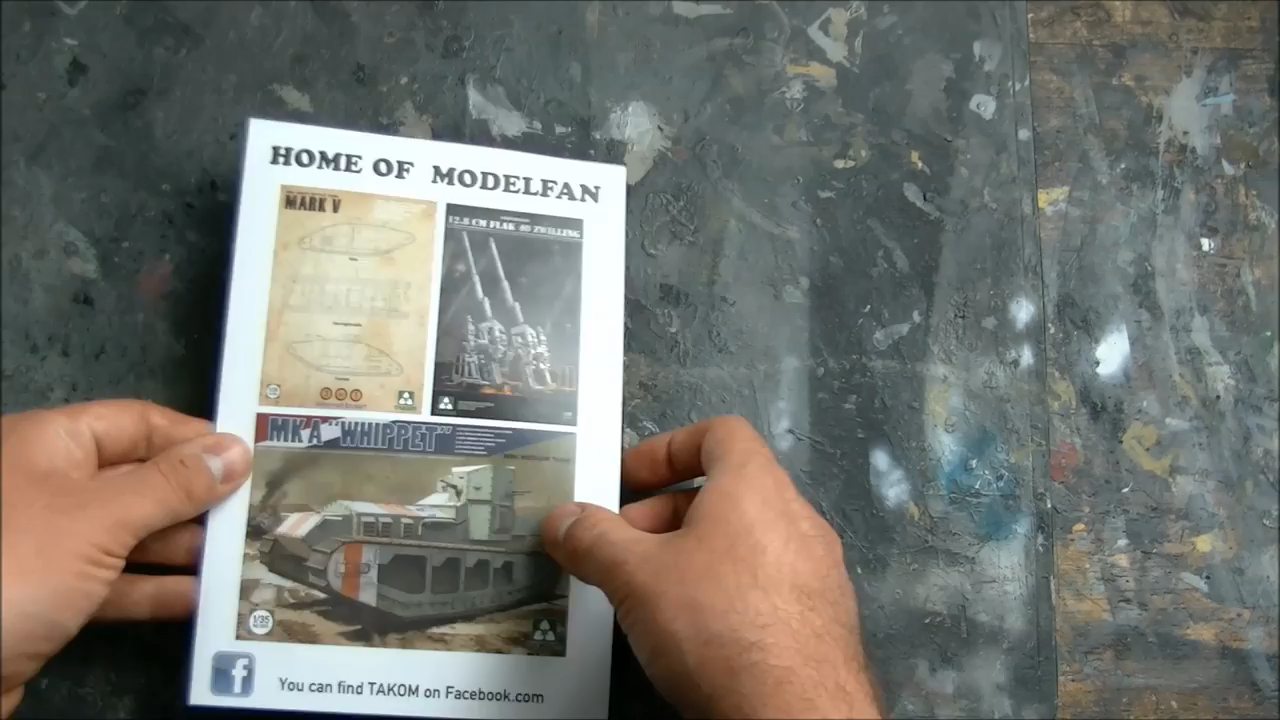 HOME OF MODELFAN
MARK V
12.8 CM FLAK 40 ZWILLING
MK A "WHIPPET"
1/35
f
You can find TAKOM on Facebook.com